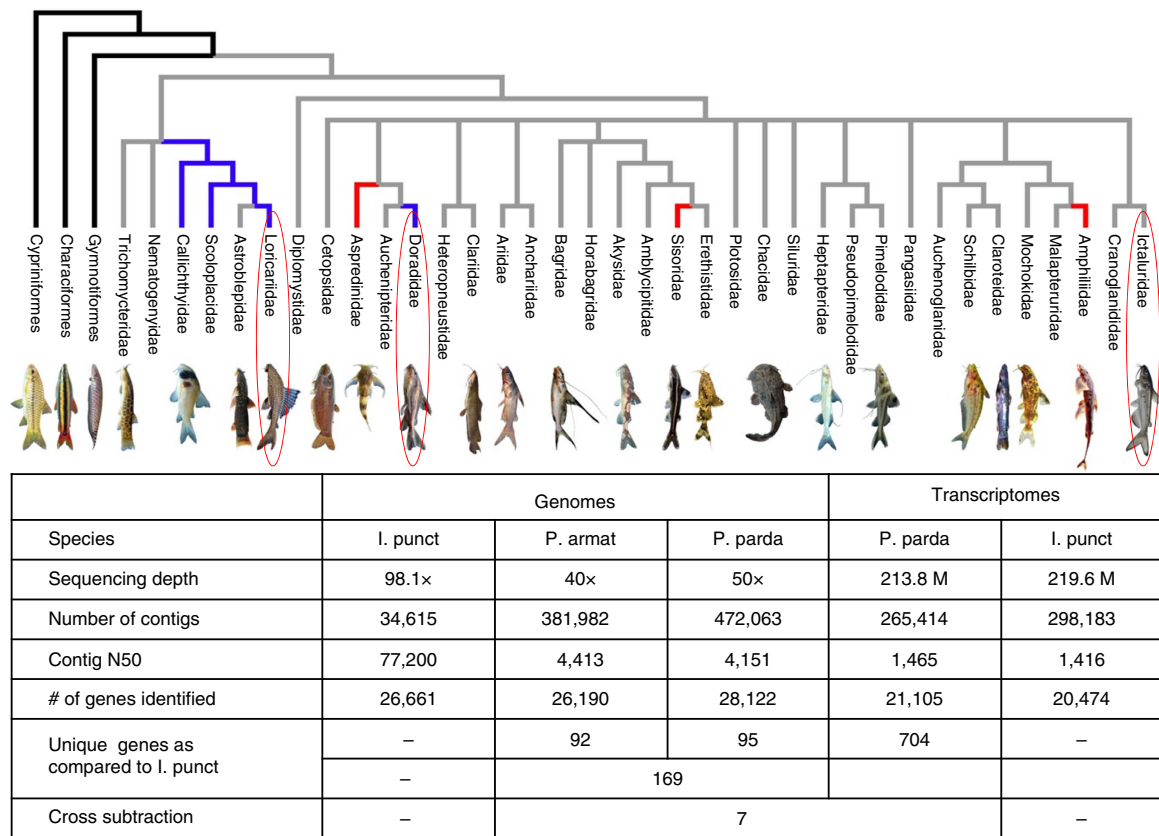 Cypriniformes
Characiformes
Gymnotiformes
Trichomycteridae
Nematogenyidae
Callichthyidae
Scoloplacidae
Astroblepidae
Loricariidae
Diplomystidae
Cetopsidae
Aspredinidae
Auchenipteridae
Doradidae
Heteropneustidae
Clariidae
Ariidae
Anchariidae
Bagridae
Horabagridae
Akysidae
Amblycipitidae
Sisoridae
Erethistidae
Plotosidae
Chacidae
Siluridae
Heptapteridae
Pseudopimelodidae
Pimelodidae
Pangasiidae
Auchenoglanidae
Schilbidae
Claroteidae
Mochokidae
Malapteruridae
Amphiliidae
Cranoglanididae
Ictaluridae
Genomes Transcriptomes
Species I. punct P. armat P. parda P. parda I. punct
Sequencing depth 98.1× 40× 50× 213.8 M 219.6 M
Number of contigs 34,615 381,982 472,063 265,414 298,183
Contig N50 77,200 4,413 4,151 1,465 1,416
# of genes identified 26,661 26,190 28,122 21,105 20,474
Unique genes as
compared to I. punct
– 92 95 704 –
– 169
Cross subtraction – 7 –